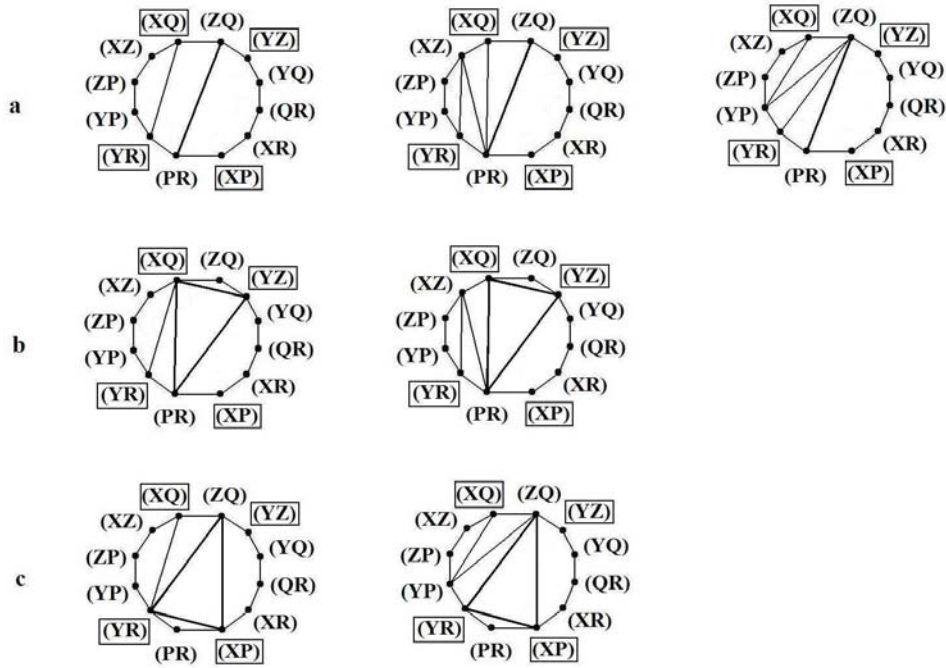 (XQ) (ZQ) (XQ) (ZQ) (XQ) (ZQ)
(XZ) (YZ) (XZ) (YZ) (XZ) (YZ)
(ZP) (YQ) (ZP) (YQ) (ZP) (YQ)
a (YP) (QR) (YP) (QR) (YP) (QR)
(YR) (XR) (YR) (XR) (YR) (XR)
(PR) (XP) (PR) (XP) (PR) (XP)
(XQ) (ZQ) (XQ) (ZQ)
(XZ) (YZ) (XZ) (YZ)
(ZP) (YQ) (ZP) (YQ)
b (YP) (QR) (YP) (QR)
(YR) (XR) (YR) (XR)
(PR) (XP) (PR) (XP)
(XQ) (ZQ) (XQ) (ZQ)
(XZ) (YZ) (XZ) (YZ)
(ZP) (YQ) (ZP) (YQ)
c (YP) (QR) (YP) (QR)
(YR) (XR) (YR) (XR)
(PR) (XP) (PR) (XP)